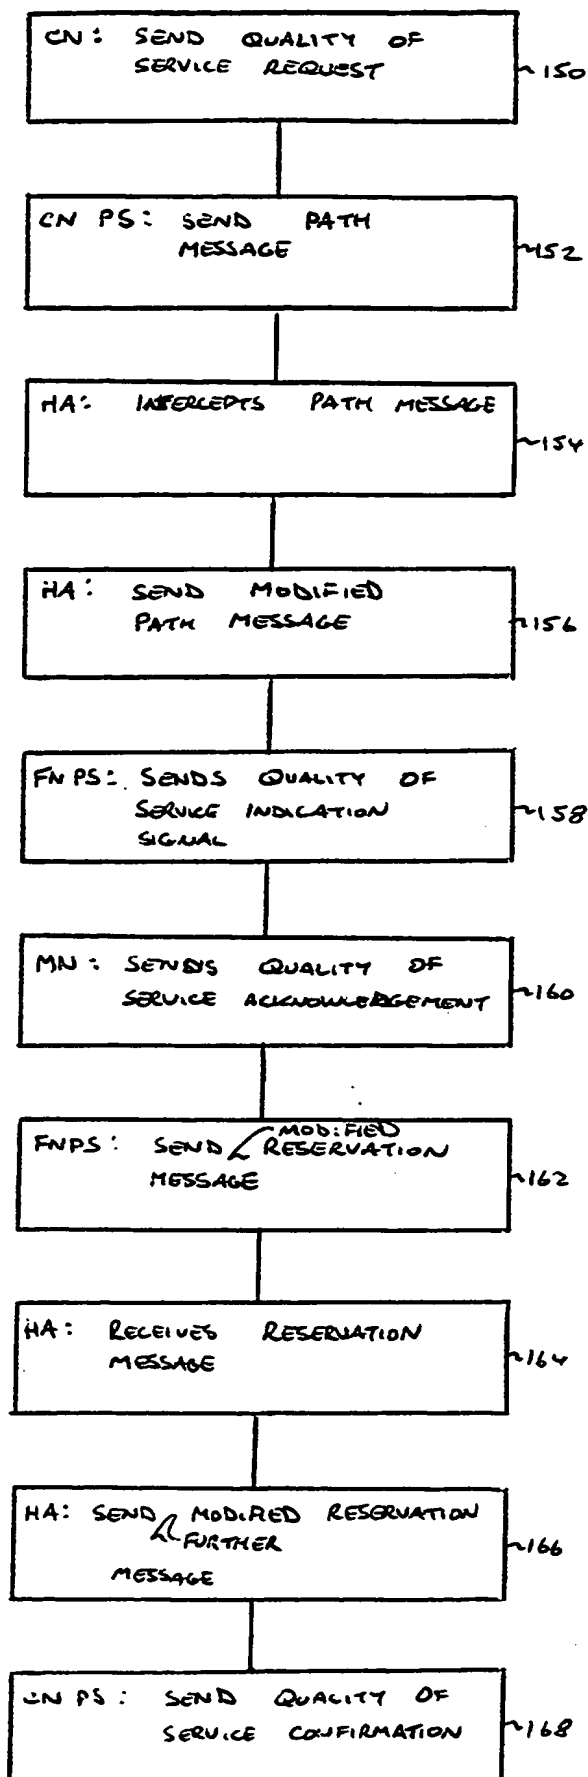 CN: SEND QUALITY OF
SERVICE REQUEST
~150
CN PS: SEND PATH
MESSAGE
~152
HA: INTERCEPTS PATH MESSAGE
~154
HA: SEND MODIFIED
PATH MESSAGE
~156
FNPS: SENDS QUALITY OF
SERVICE INDICATION
SIGNAL
~158
MN: SENDS QUALITY OF
SERVICE ACKNOWLEDGEMENT
~160
MODIFIED
FNPS: SEND RESERVATION
MESSAGE
~162
HA: RECEIVES RESERVATION
MESSAGE
~164
HA: SEND MODIFIED RESERVATION
FURTHER
MESSAGE
~166
CN PS: SEND QUALITY OF
SERVICE CONFIRMATION
~168